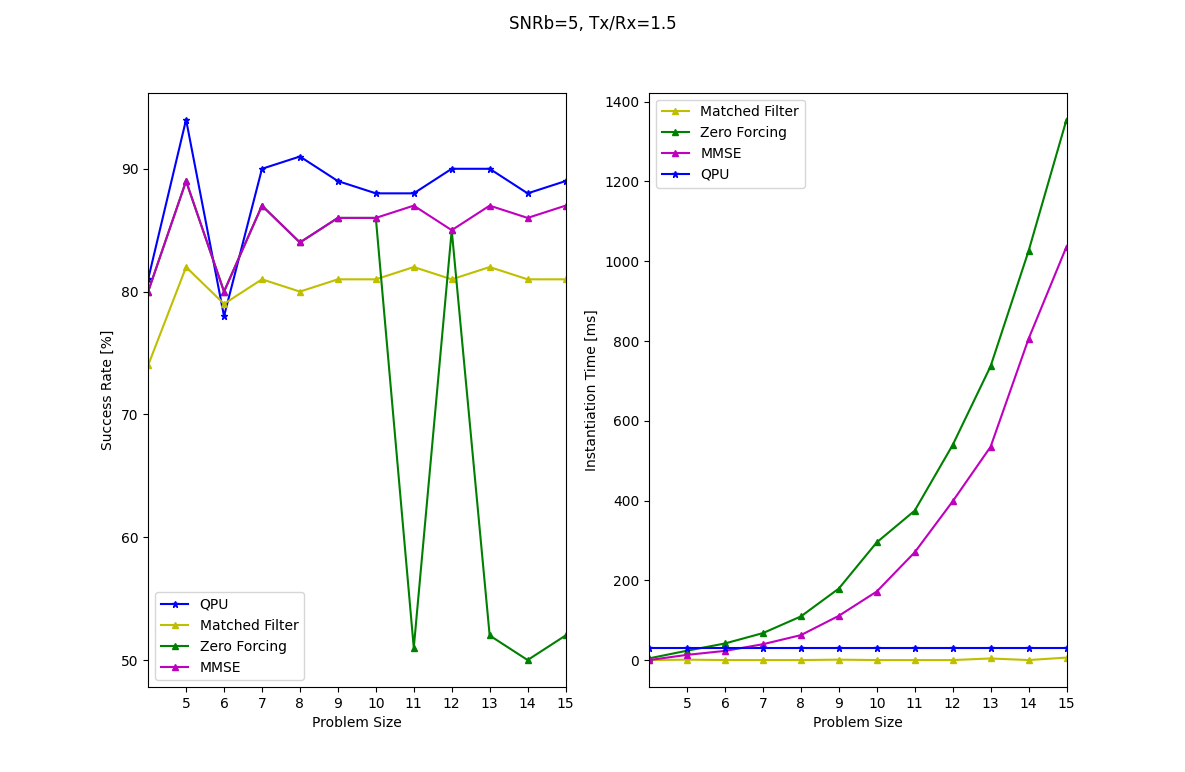 SNRb=5, Tx/Rx=1.5
Success Rate [%]
90
80
70
60
50
QPU
Matched Filter
Zero Forcing
MMSE
5 6 7 8 9 10 11 12 13 14 15
Problem Size
Instantiation Time [ms]
1400
1200
1000
800
600
400
200
0
Matched Filter
Zero Forcing
MMSE
QPU
5 6 7 8 9 10 11 12 13 14 15
Problem Size